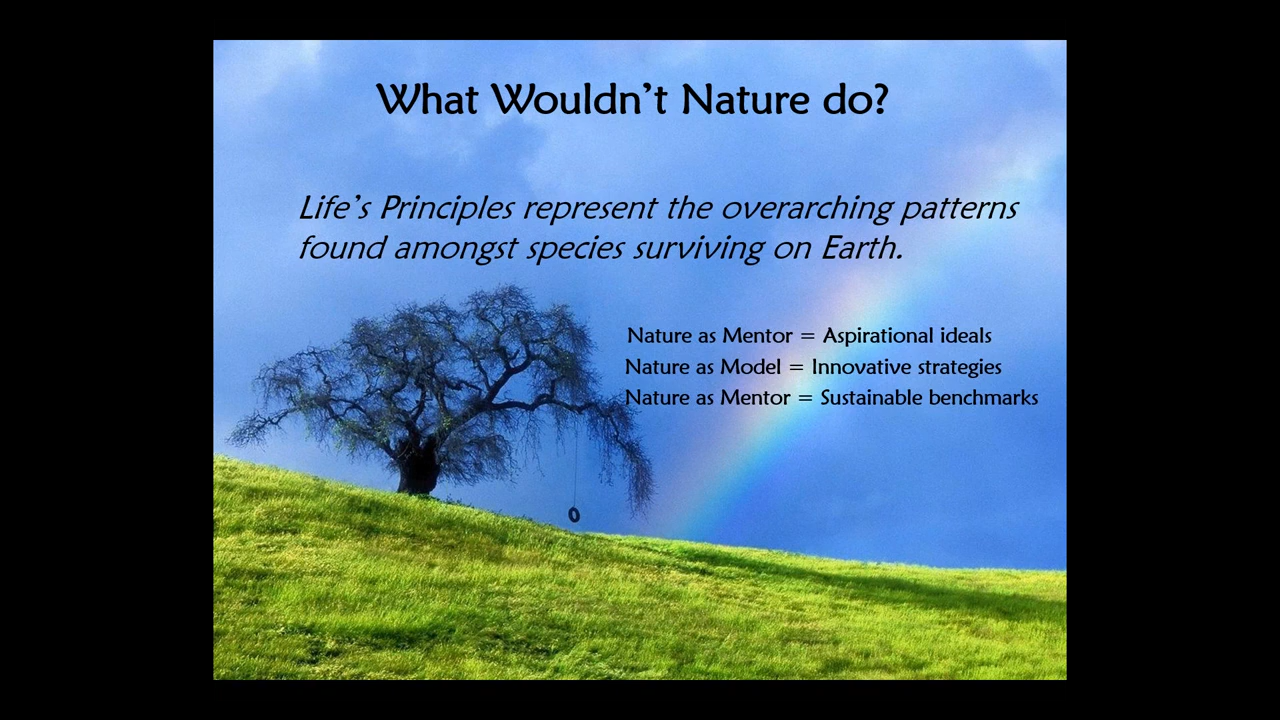 What Wouldn't Nature do?
Life's Principles represent the overarching patterns
found amongst species surviving on Earth.
Nature as Mentor = Aspirational ideals
Nature as Model = Innovative strategies
Nature as Mentor = Sustainable benchmarks